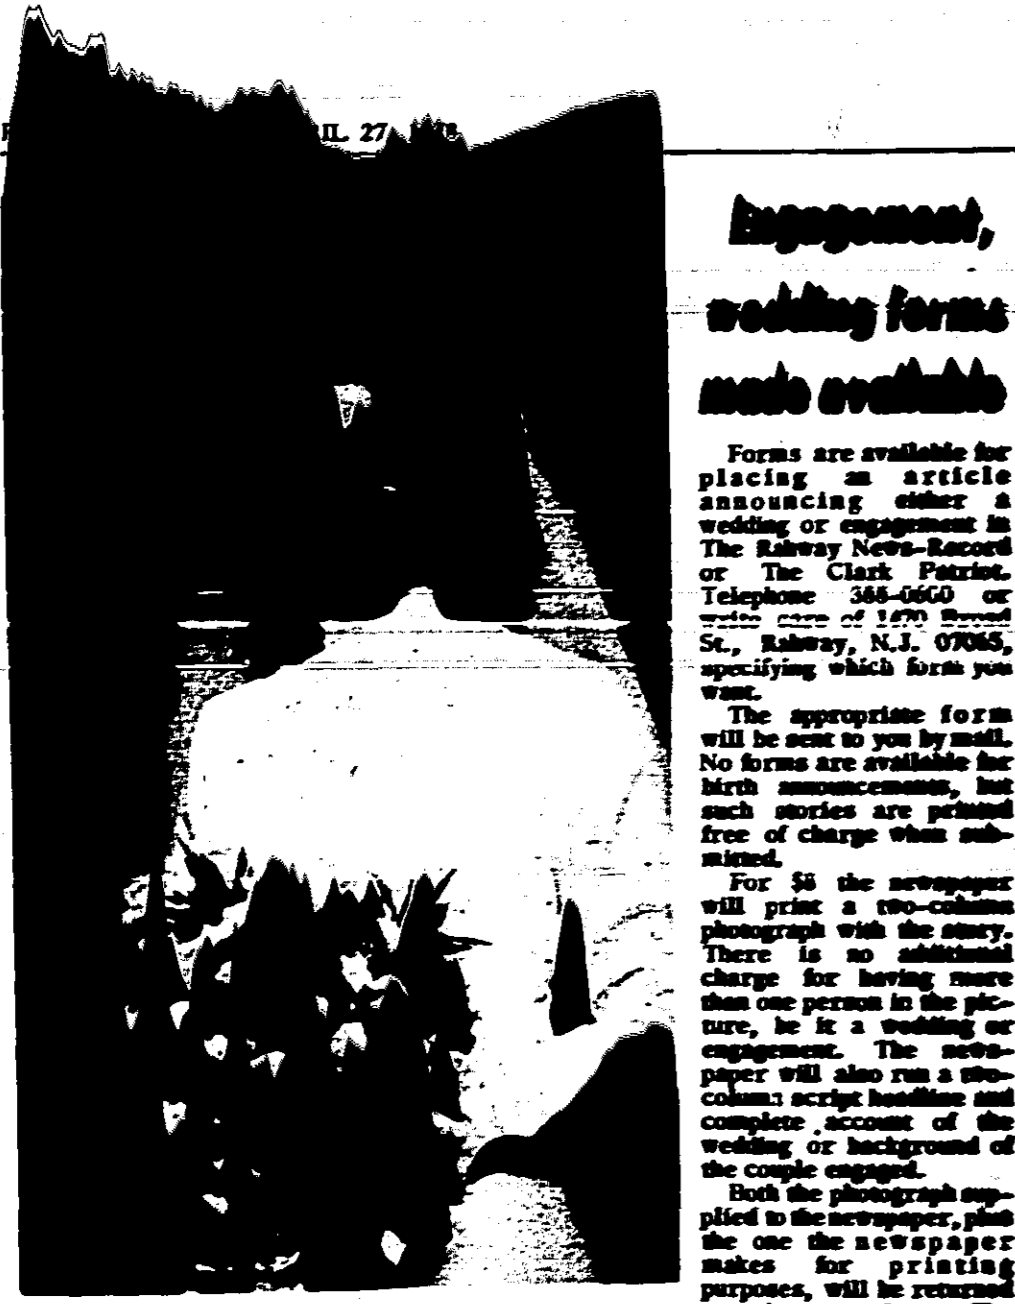 IL 27
Engagement,
wedding forms
made available
Forms are available for
placing an article
announcing either a
wedding or engagement in
The Rahway News-Record
or The Clark Patriot.
Telephone 388-0600 or
write care of 1470 Broad
St., Rahway, N.J. 07065,
specifying which form you
want.
The appropriate form
will be sent to you by mail.
No forms are available for
birth announcements, but
such stories are printed
free of charge when sub-
mitted.
For the newspaper
will print a two-column
photograph with the story.
There is no additional
charge for having more
than one person in the pic-
ture, be it a wedding or
engagement. The news-
paper will also run a two-
column script headline and
complete account of the
wedding or background of
the couple engaged.
Both the photograph sup-
plied to the newspaper, plus
the one the newspaper
makes for printing
purposes, will be returned